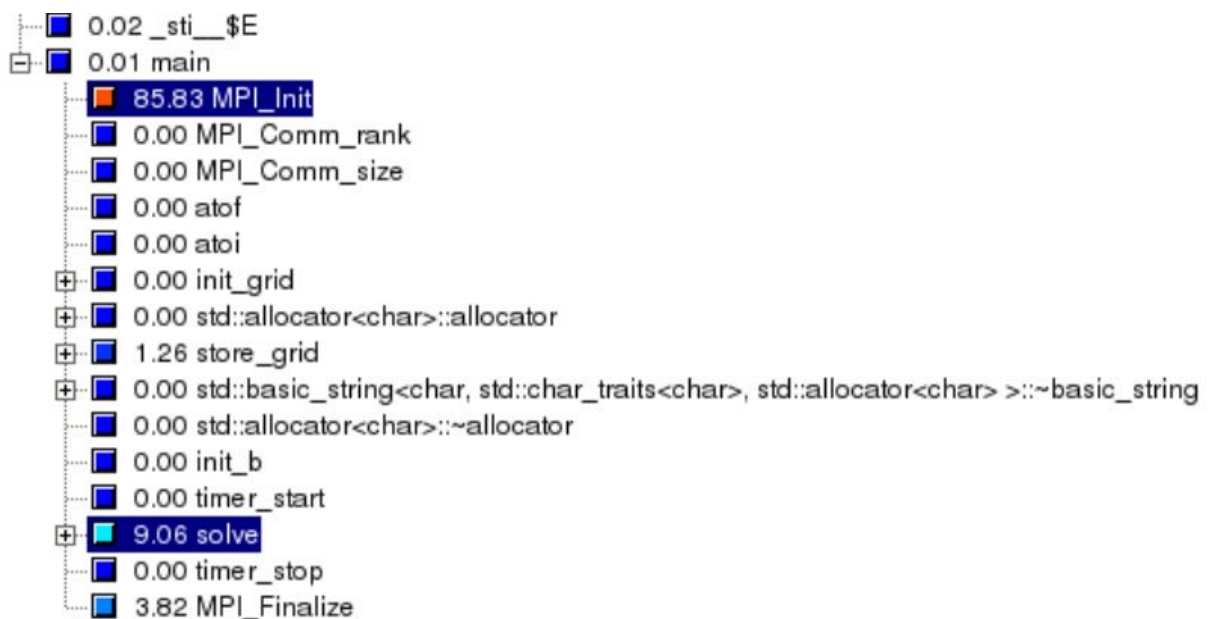 0.02 _sti__$E
0.01 main
85.83 MPI_Init
0.00 MPI_Comm_rank
0.00 MPI_Comm_size
0.00 atof
0.00 atoi
0.00 init_grid
0.00 std::allocator<char>::allocator
1.26 store_grid
0.00 std::basic_string<char, std::char_traits<char>, std::allocator<char> >::~basic_string
0.00 std::allocator<char>::~allocator
0.00 init_b
0.00 timer_start
9.06 solve
0.00 timer_stop
3.82 MPI_Finalize